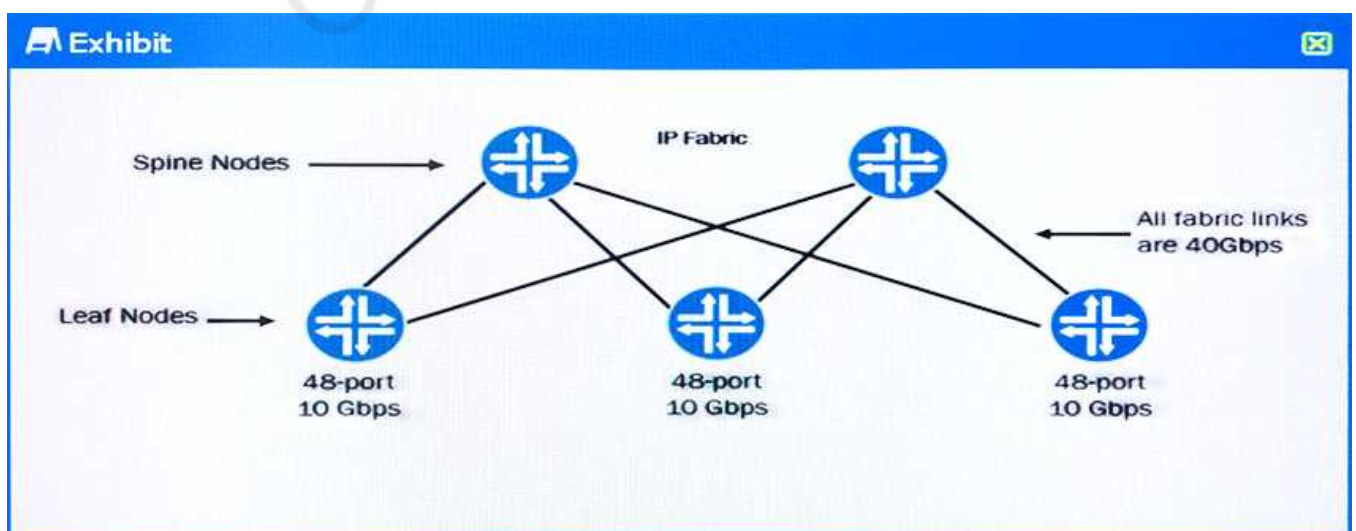 Exhibit
IP Fabric
Spine Nodes
All fabric links
are 40Gbps
Leaf Nodes
48-port
10 Gbps
48-port
10 Gbps
48-port
10 Gbps